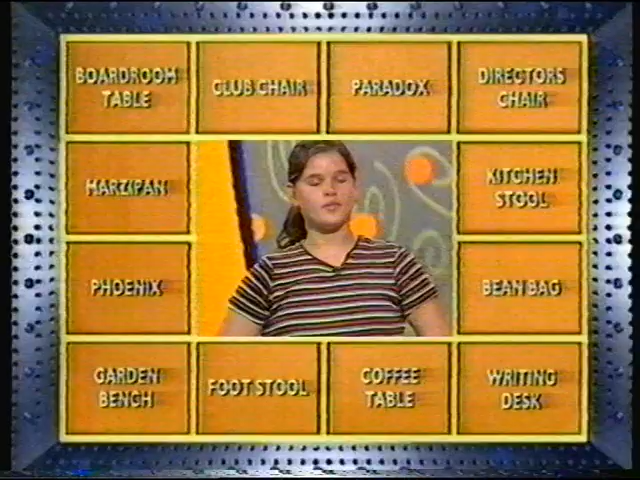 BOARDROOM
TABLE
CLUB CHAIR
PARADOX
DIRECTORS
CHAIR
MARZIPAN
KITCHEN
STOOL
PHOENIX
BEAN BAG
GARDEN
BENCH
FOOT STOOL
COFFEE
TABLE
WRITING
DESK